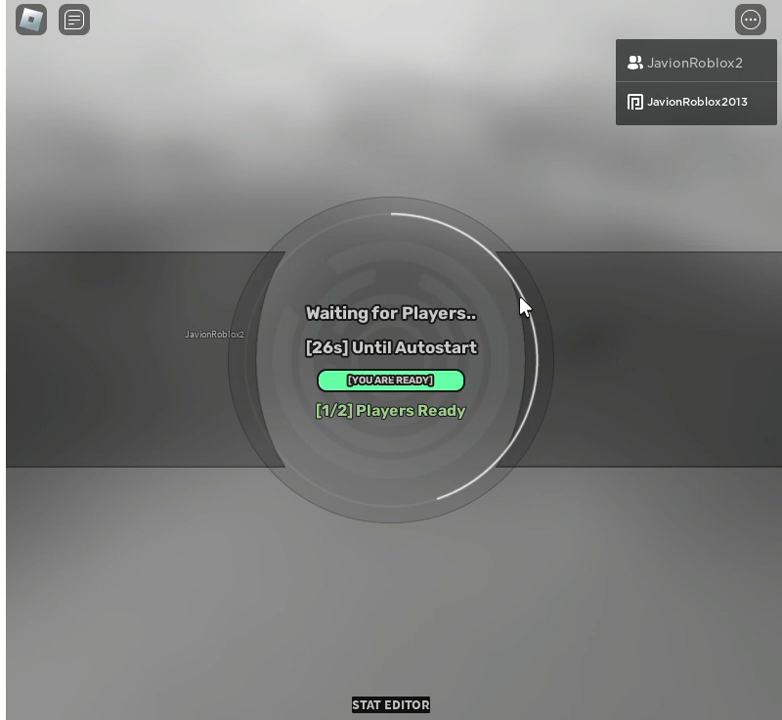 JavionRoblox2
JavionRoblox2013
Waiting for Players..
JavionRoblox2
[26s] Until Autostart
[YOU ARE READY]
[1/2] Players Ready
STAT EDITOR